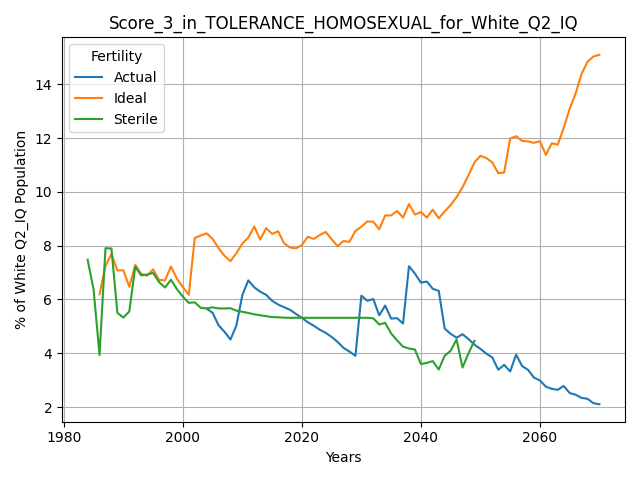 Score_3_in_TOLERANCE_HOMOSEXUAL_for_White_Q2_IQ
Fertility
Actual
Ideal
Sterile
% of White Q2_IQ Population
14
12
10
8
6
4
2
1980
2000
2020
2040
2060
Years